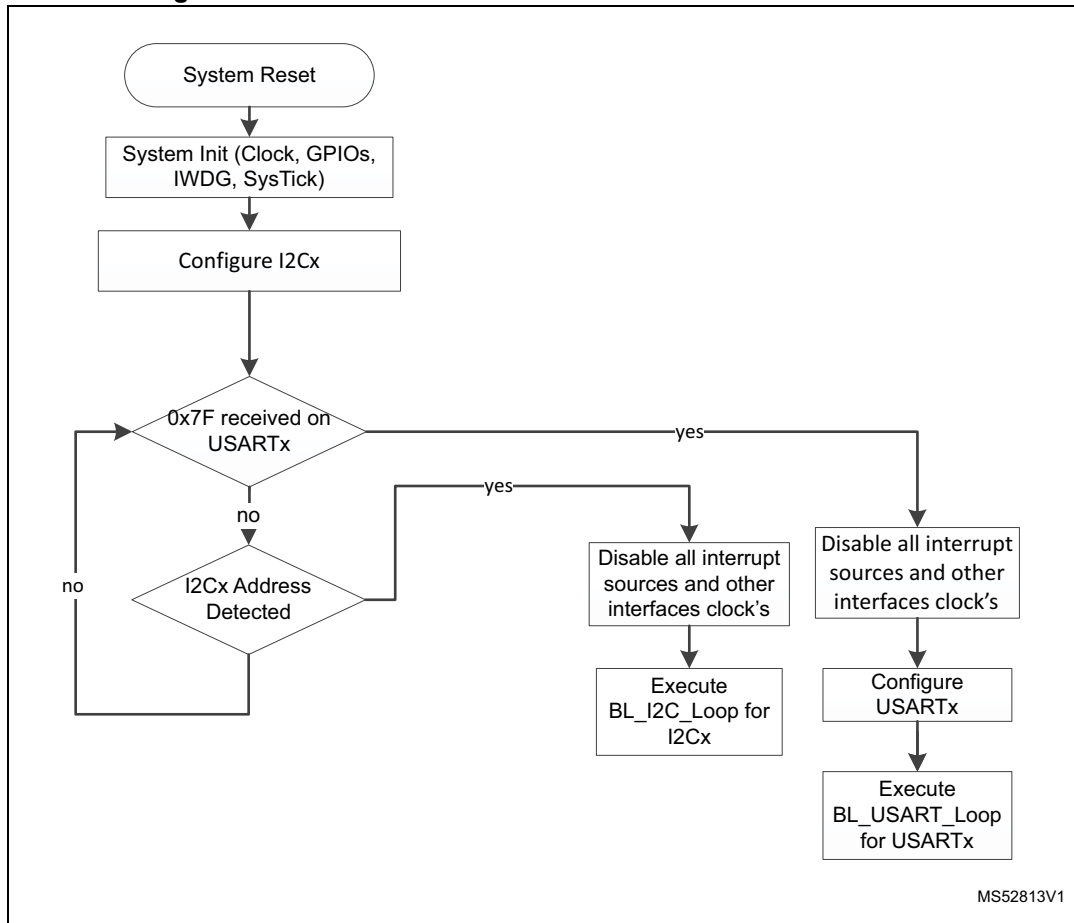 System Reset
System Init (Clock, GPIOs,
IWDG, SysTick)
Configure I2Cx
0x7F received on
USARTx
yes
no
yes
I2Cx Address
Detected
no
Disable all interrupt
sources and other
interfaces clock's
Execute
BL_I2C_Loop for
I2Cx
Disable all interrupt
sources and other
interfaces clock's
Configure
USARTx
Execute
BL_USART_Loop
for USARTx
MS52813V1